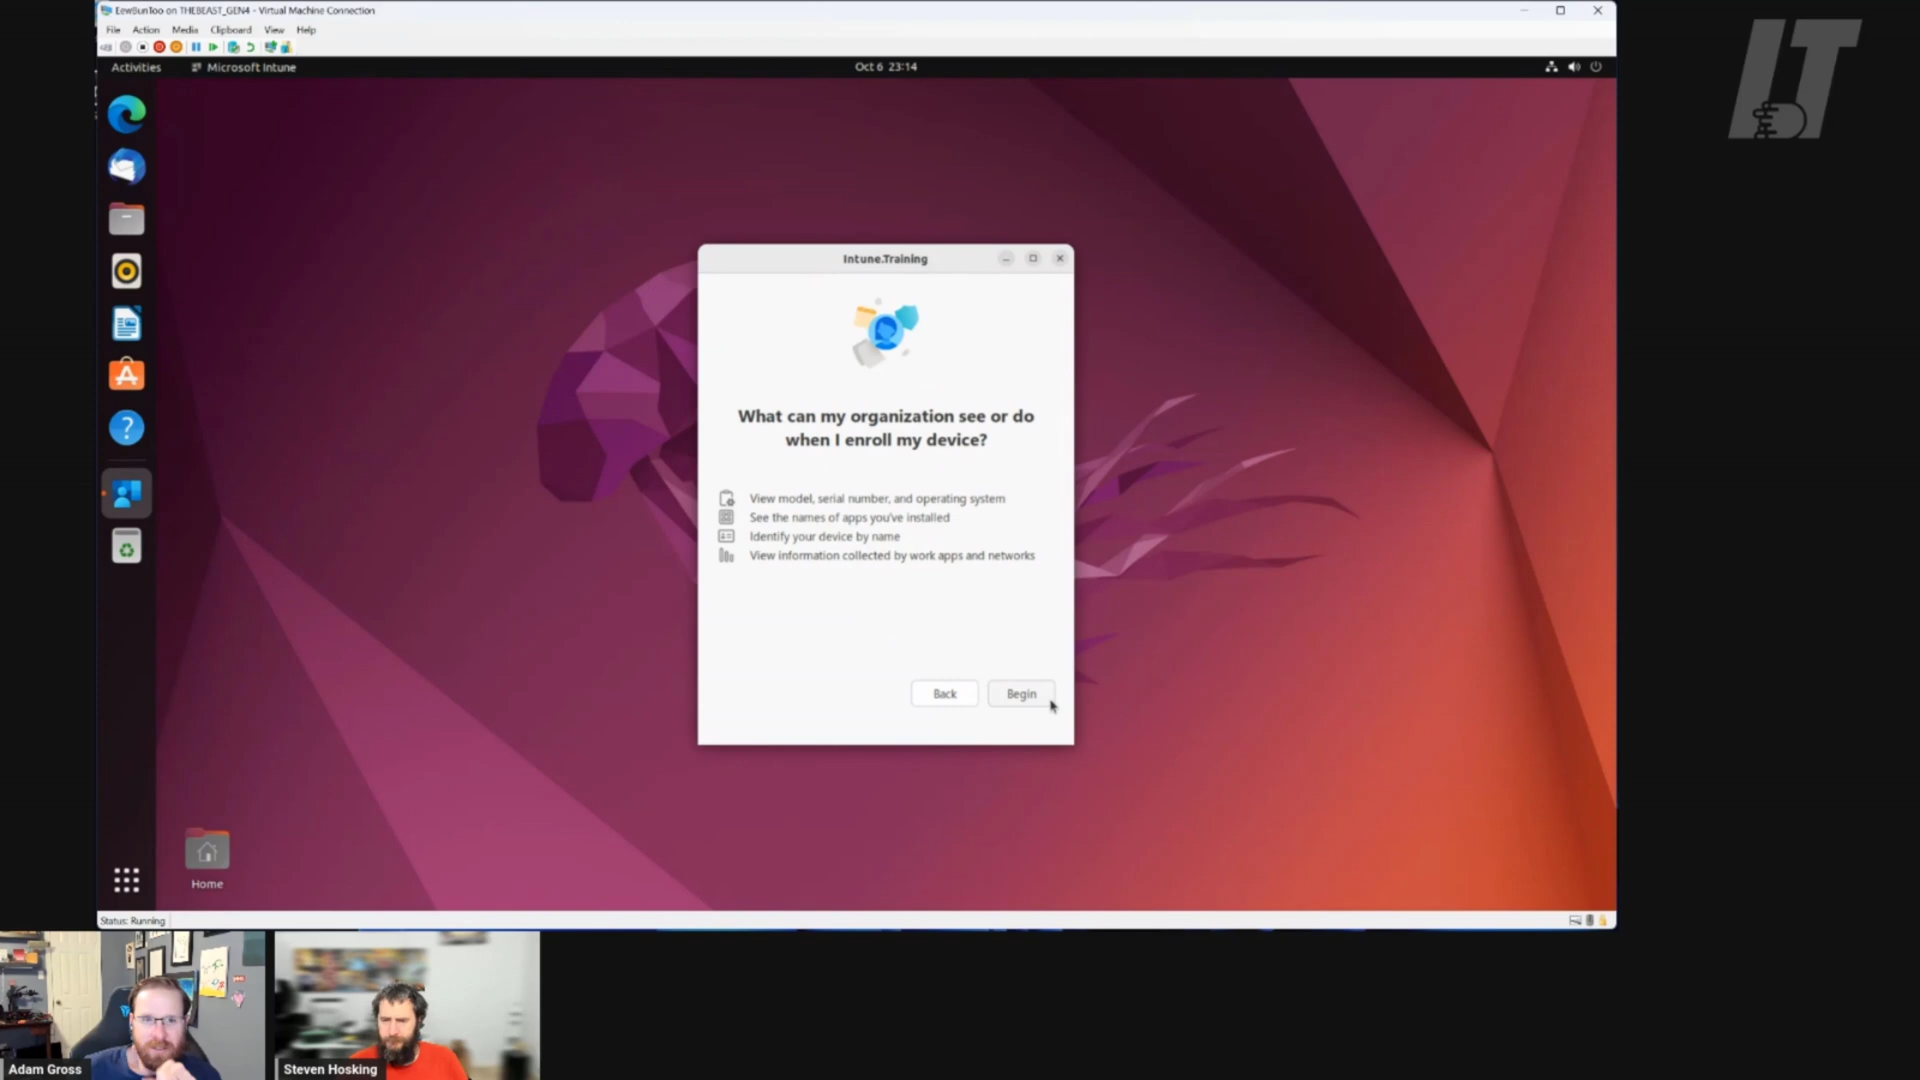 EewBunToo on THEBEAST_GEN4 - Virtual Machine Connection
File Action Media Clipboard View Help
Activities Microsoft Intune
Oct 6 23:14
Intune.Training
What can my organization see or do
when I enroll my device?
View model, serial number, and operating system
See the names of apps you've installed
Identify your device by name
View information collected by work apps and networks
Back Begin
Home
Status: Running
Adam Gross
Steven Hosking
IT